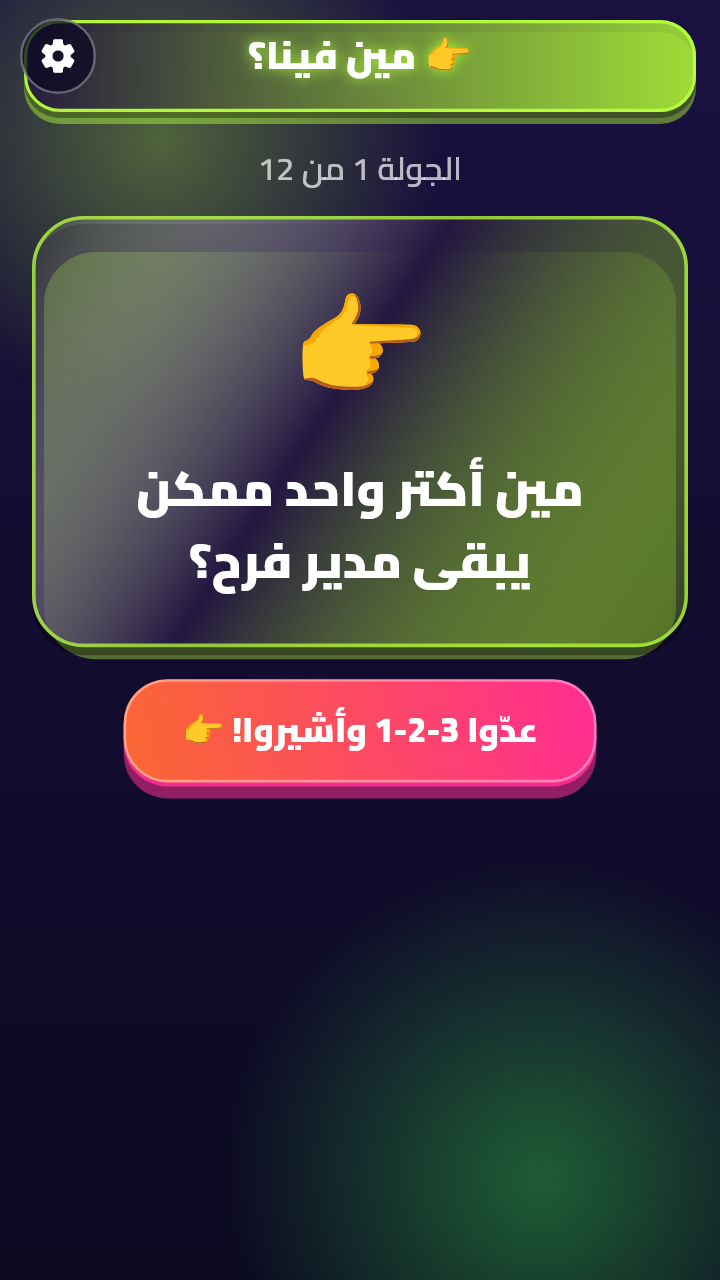 مين فينا؟ 👉
الجولة 1 من 12
👉
مين أكتر واحد ممكن
يبقى مدير فرح؟
عدّوا 3-2-1 وأشيروا! 👉